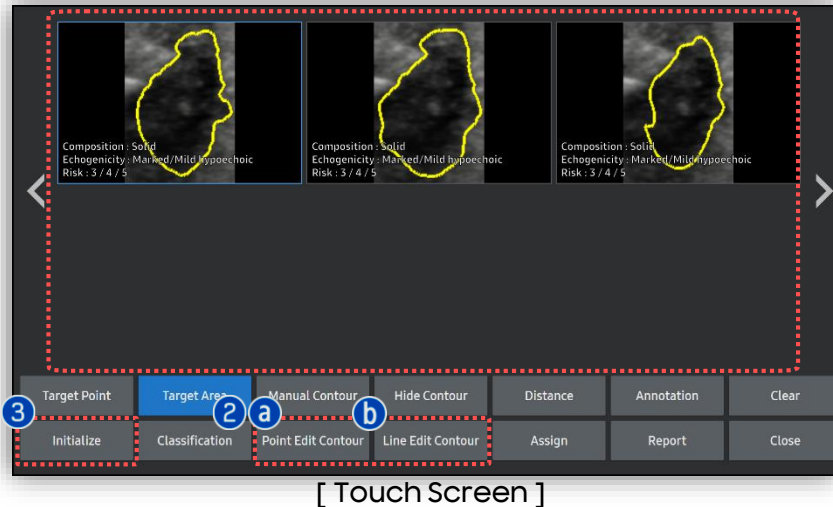 Composition : Solid
Echogenicity : Marked/Mild hypoechoic
Risk : 3 / 4 / 5
Composition : Solid
Echogenicity : Marked/Mild hypoechoic
Risk : 3 / 4 / 5
Composition : Solid
Echogenicity : Marked/Mild hypoechoic
Risk : 3 / 4 / 5
Target Point Target Area Manual Contour Hide Contour Distance Annotation Clear
3 2 a b
Initialize Classification Point Edit Contour Line Edit Contour Assign Report Close
[ Touch Screen ]